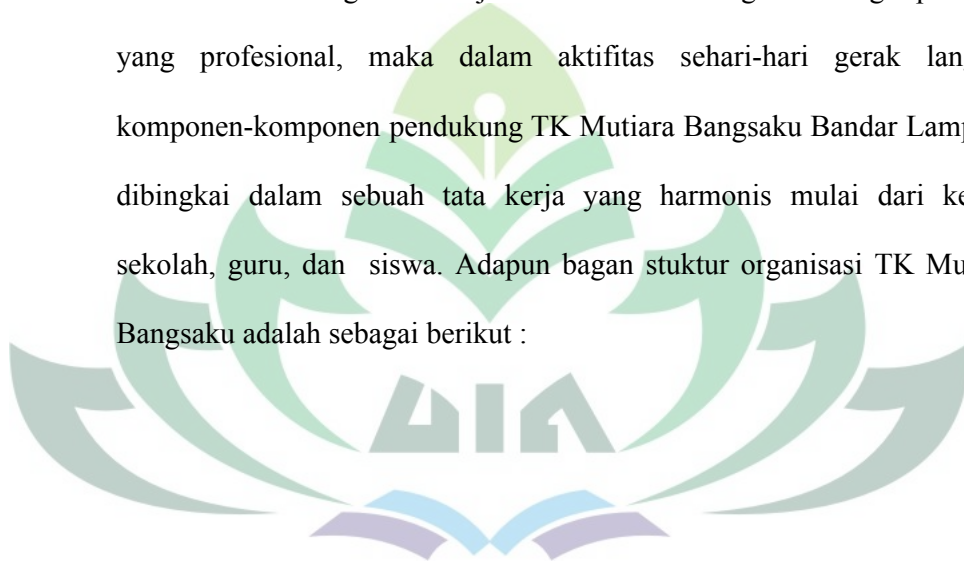 yang profesional, maka dalam aktifitas sehari-hari gerak
komponen-komponen pendukung TK Mutiara Bangsaku Bandar
dibingkai dalam sebuah tata kerja yang harmonis mulai dari
sekolah, guru, dan siswa. Adapun bagan stuktur organisasi TK
Bangsaku adalah sebagai berikut :
UIN